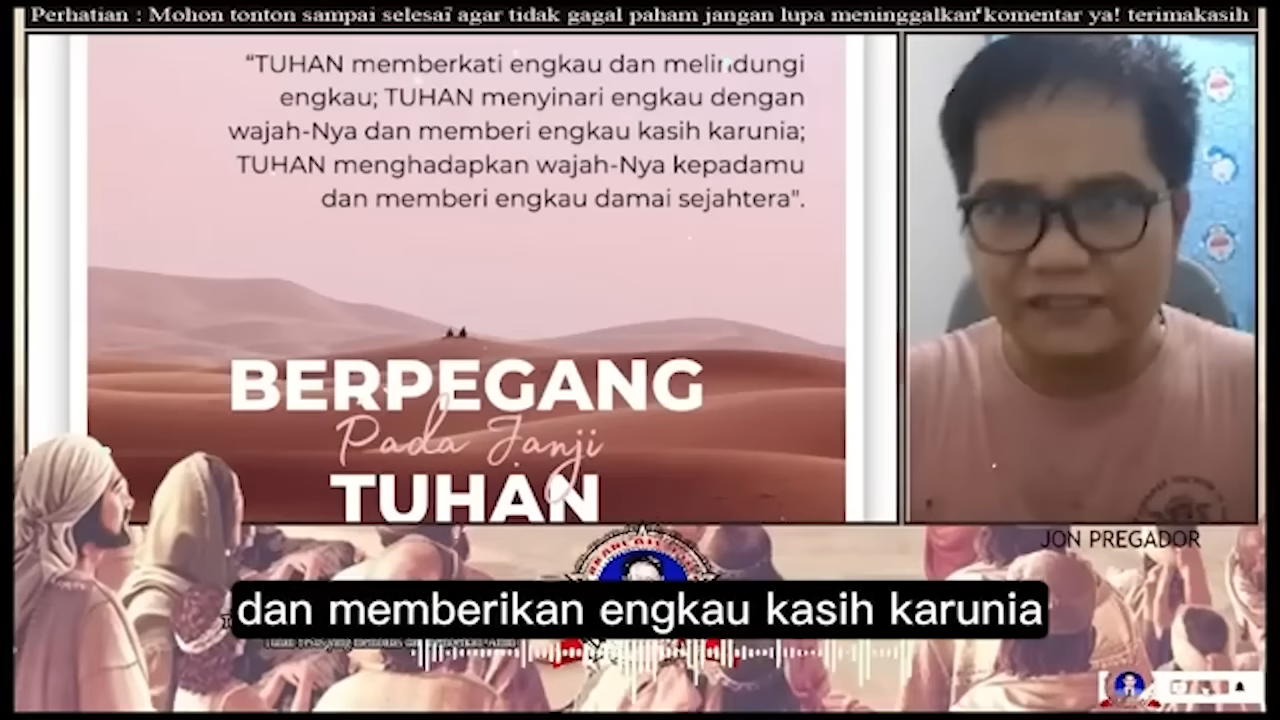 Perhatian : Mohon tonton sampai selesai agar tidak gagal paham jangan lupa meninggalkan komentar ya! terimakasih
“TUHAN memberkati engkau dan melindungi
engkau; TUHAN menyinari engkau dengan
wajah-Nya dan memberi engkau kasih karunia;
TUHAN menghadapkan wajah-Nya kepadamu
dan memberi engkau damai sejahtera".
BERPEGANG
Pada Janji
TUHAN
JON PREGADOR
dan memberikan engkau kasih karunia